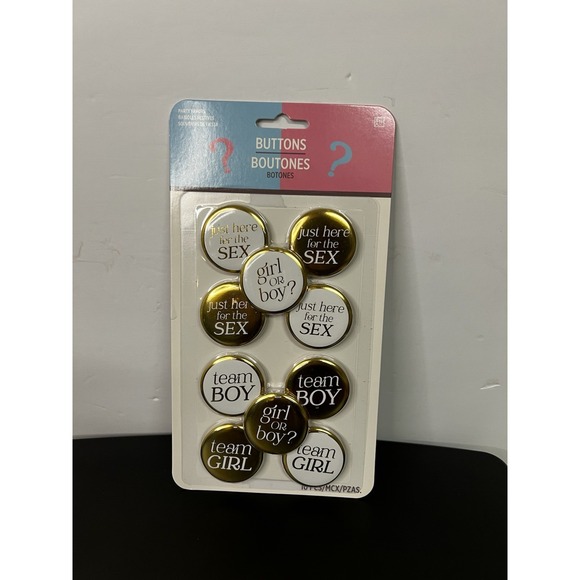 BUTTONS
BOUTONES
BOTONES
? ?
just here
for the
SEX
just here
for the
SEX
girl
OR
boy?
just her
for the
SEX
just here
for the
SEX
team
BOY
team
BOY
girl
OR
boy?
team
GIRL
team
GIRL
10 PCS/MCX/PZAS.